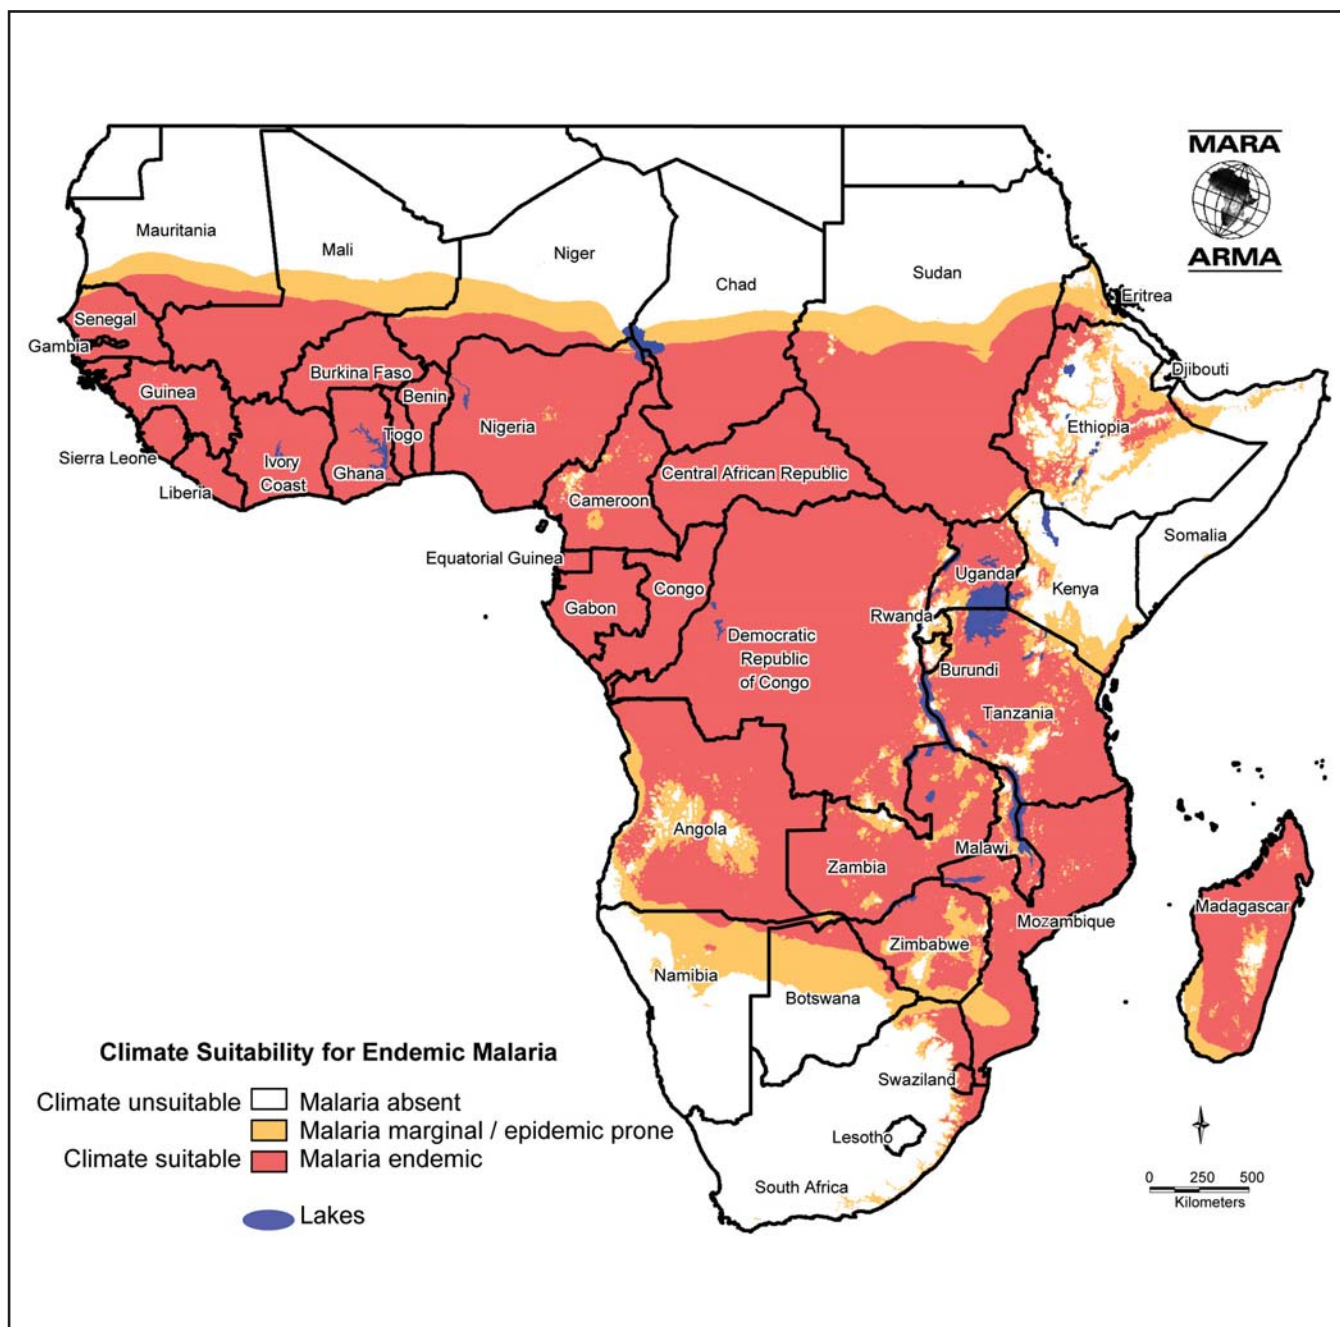 MARA
ARMA
Mauritania
Mali
Niger
Chad
Sudan
Eritrea
Senegal
Gambia
Djibouti
Burkina Faso
Guinea
Benin
Ethiopia
Nigeria
Togo
Sierra Leone
Ivory
Coast
Ghana
Central African Republic
Liberia
Cameroon
Somalia
Equatorial Guinea
Uganda
Congo
Kenya
Gabon
Rwanda
Democratic
Republic
of Congo
Burundi
Tanzania
Angola
Malawi
Zambia
Madagascar
Mozambique
Zimbabwe
Namibia
Botswana
Swaziland
Lesotho
South Africa
Climate Suitability for Endemic Malaria
Climate unsuitable Malaria absent
Malaria marginal / epidemic prone
Climate suitable Malaria endemic
Lakes
0 250 500
Kilometers